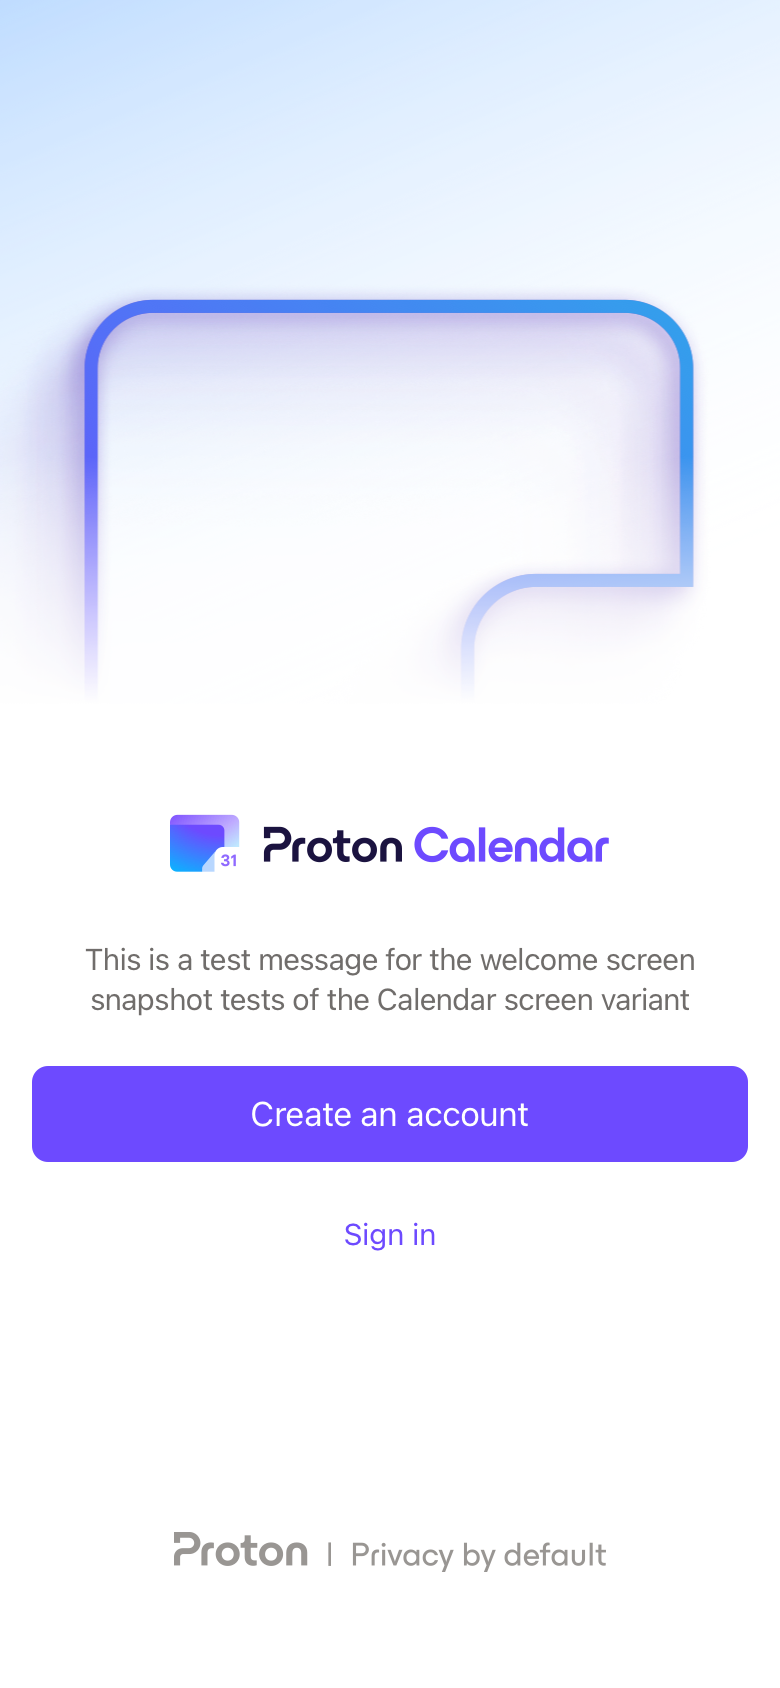 31
Proton Calendar
This is a test message for the welcome screen
snapshot tests of the Calendar screen variant
Create an account
Sign in
Proton | Privacy by default